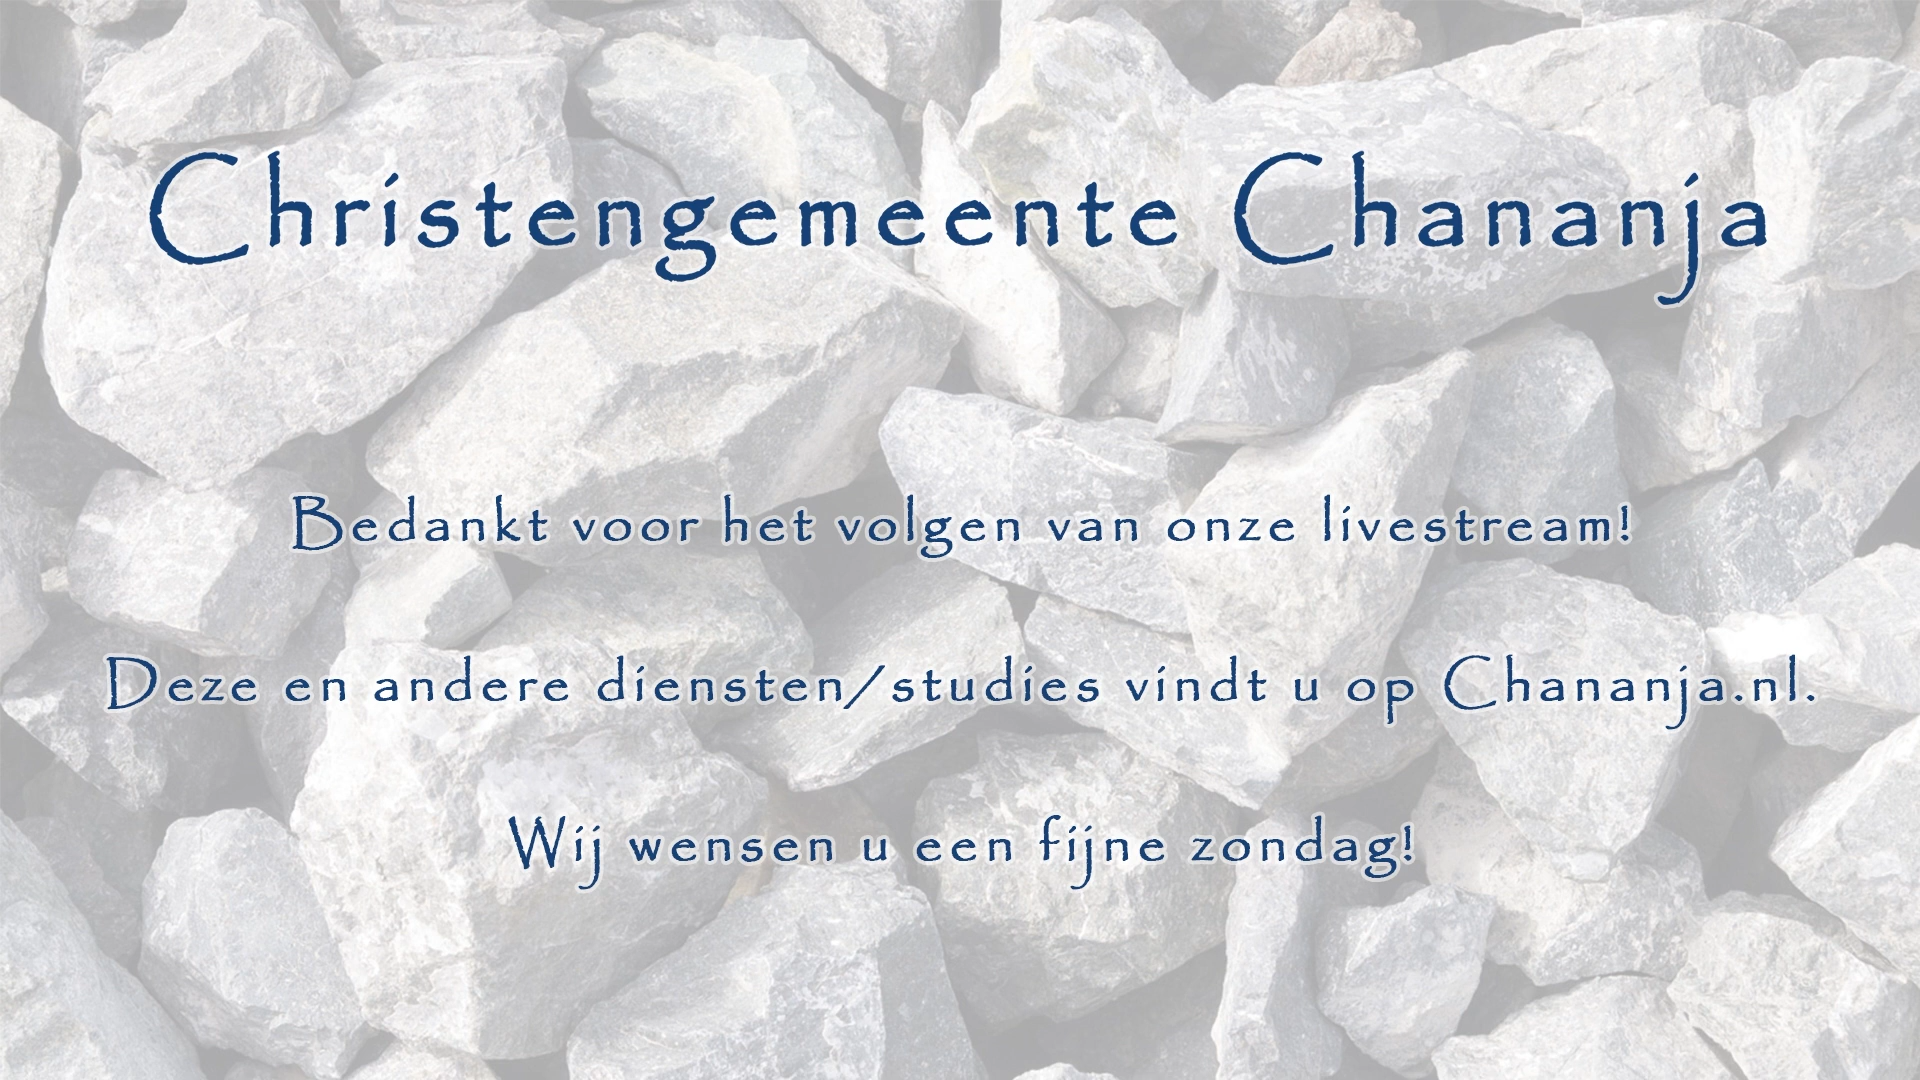 Christengemeente Chananja
Bedankt voor het volgen van onze livestream!
Deze en andere diensten/studies vindt u op Chananja.nl.
Wij wensen u een fijne zondag!